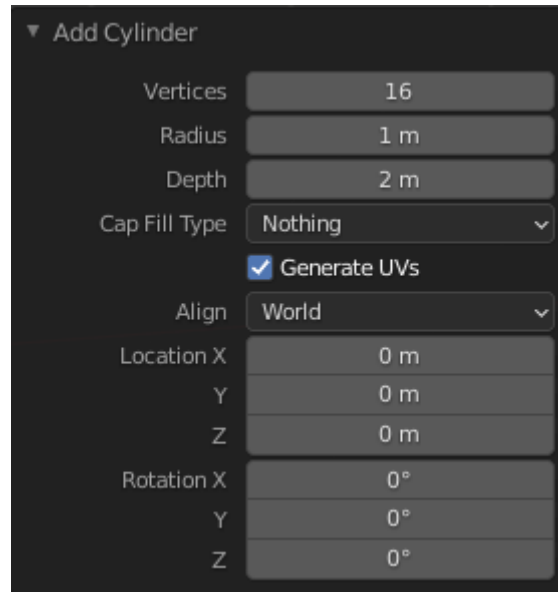 Add Cylinder
Vertices 16
Radius 1 m
Depth 2 m
Cap Fill Type Nothing
Generate UVs
Align World
Location X 0 m
Y 0 m
Z 0 m
Rotation X 0°
Y 0°
Z 0°